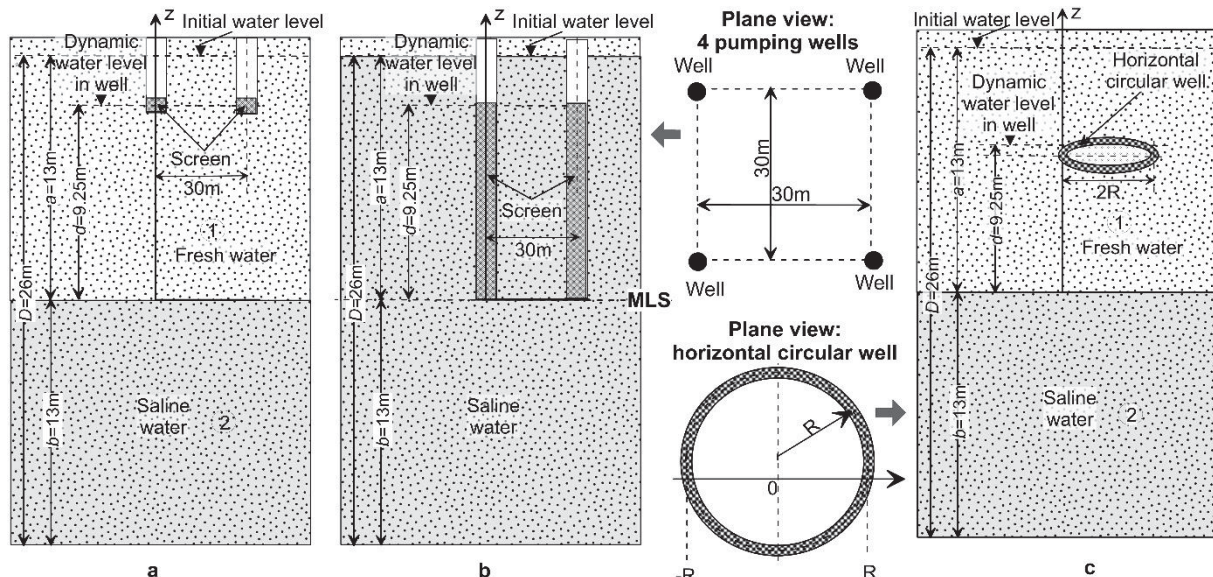 z
Initial water level
Dynamic
water level
in well
D=26m
a=13m
d=9.25m
Screen
30m
1
Fresh water
b=13m
Saline
water 2
a
z
Initial water level
Dynamic
water level
in well
D=26m
a=13m
d=9.25m
Screen
30m
MLS
b=13m
Saline
water
b
Plane view:
4 pumping wells
Well
Well
30m
30m
Well
Well
Plane view:
horizontal circular well
R
0
-R
R
z
Initial water level
Horizontal
circular well
Dynamic
water level
in well
D=26m
a=13m
d=9.25m
2R
1
Fresh water
b=13m
Saline
water 2
c